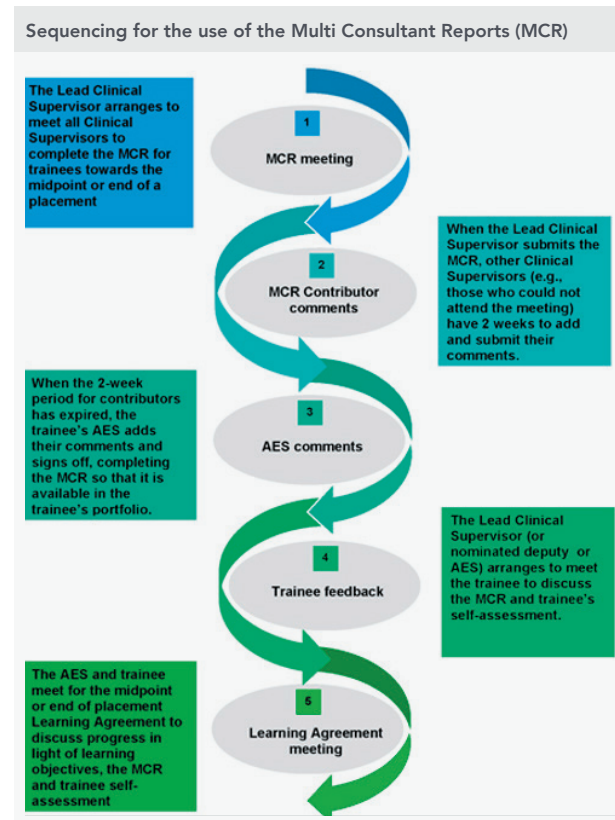 Sequencing for the use of the Multi Consultant Reports (MCR)
The Lead Clinical
Supervisor arranges to
meet all Clinical
Supervisors to
complete the MCR for
trainees towards the
midpoint or end of a
placement
1
MCR meeting
2
MCR Contributor
comments
When the Lead Clinical
Supervisor submits the
MCR, other Clinical
Supervisors (e.g.,
those who could not
attend the meeting)
have 2 weeks to add
and submit their
comments.
When the 2-week
period for contributors
has expired, the
trainee's AES adds
their comments and
signs off, completing
the MCR so that it is
available in the
trainee's portfolio.
3
AES comments
4
Trainee feedback
The Lead Clinical
Supervisor (or
nominated deputy or
AES) arranges to meet
the trainee to discuss
the MCR and trainee's
self-assessment.
The AES and trainee
meet for the midpoint
or end of placement
Learning Agreement to
discuss progress in
light of learning
objectives, the MCR
and trainee self-
assessment
5
Learning Agreement
meeting